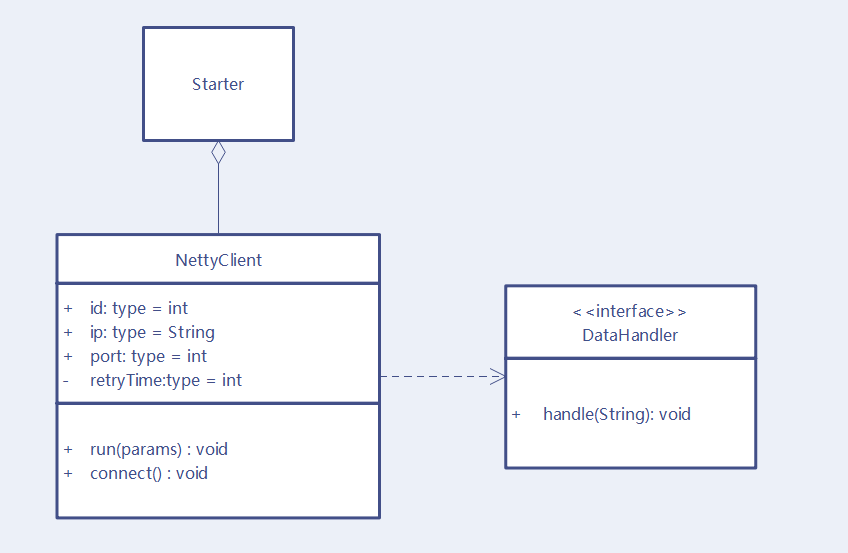 Starter
NettyClient
+ id: type = int
+ ip: type = String
+ port: type = int
- retryTime:type = int
+ run(params) : void
+ connect() : void
< <interface> >
DataHandler
+ handle(String): void